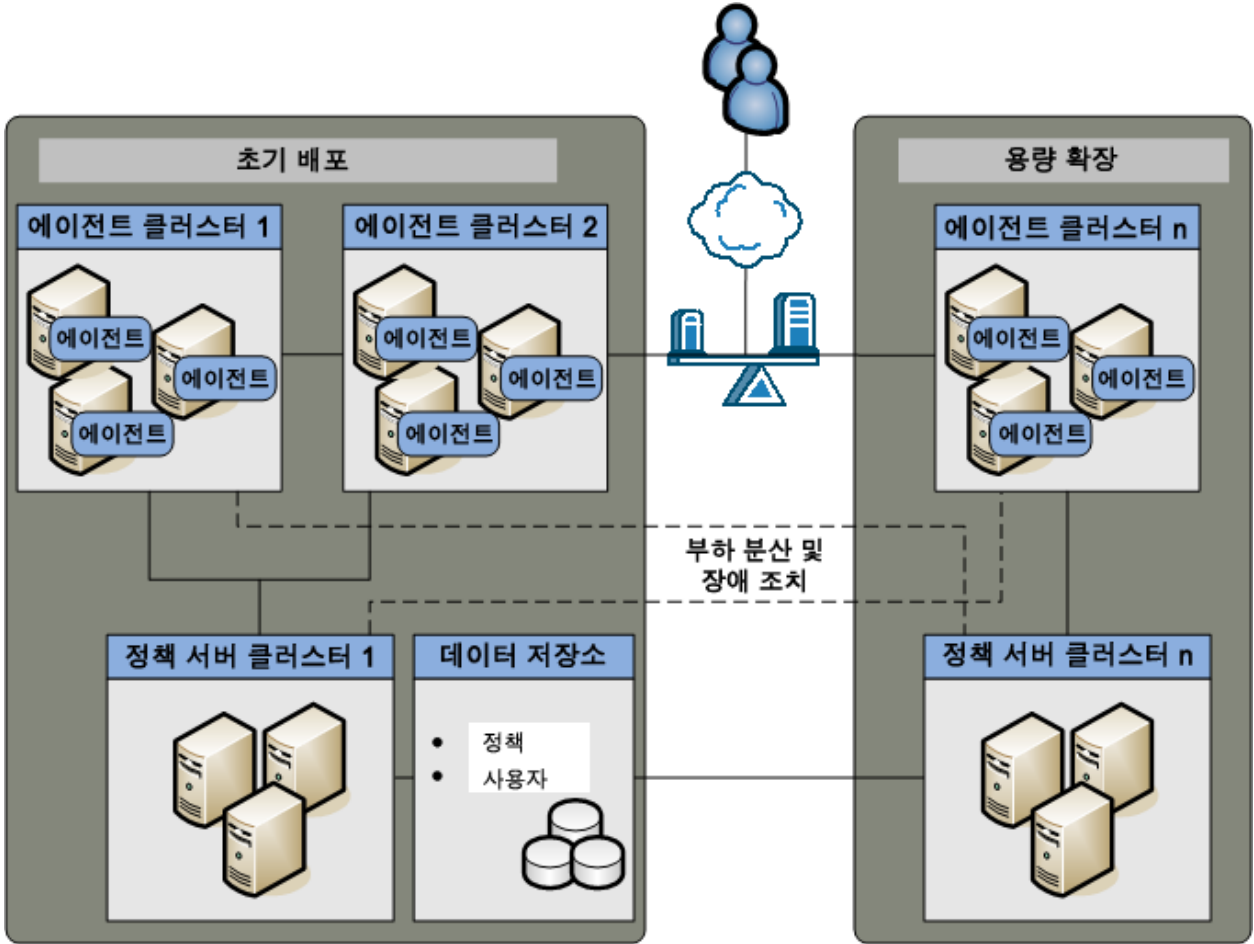 초기 배포
용량 확장
에이전트 클러스터 1
에이전트
에이전트
에이전트
에이전트 클러스터 2
에이전트
에이전트
에이전트
에이전트 클러스터 n
에이전트
에이전트
에이전트
부하 분산 및
장애 조치
정책 서버 클러스터 1
데이터 저장소
• 정책
• 사용자
정책 서버 클러스터 n